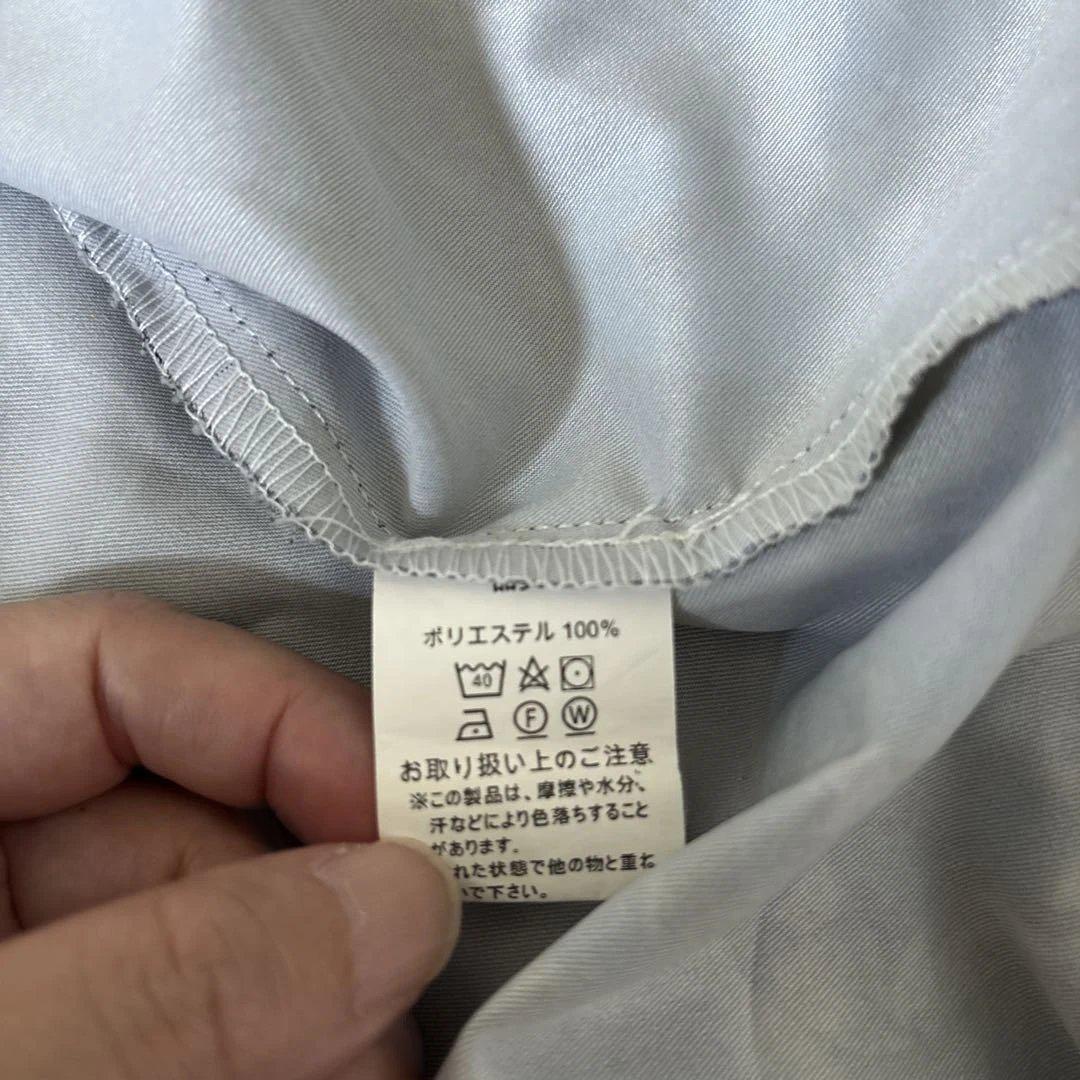 ポリエステル 100%
40
F W
お取り扱い上のご注意
※この製品は、摩擦や水分、
汗などにより色落ちすること
があります。
れた状態で他の物と重ね
いで下さい。